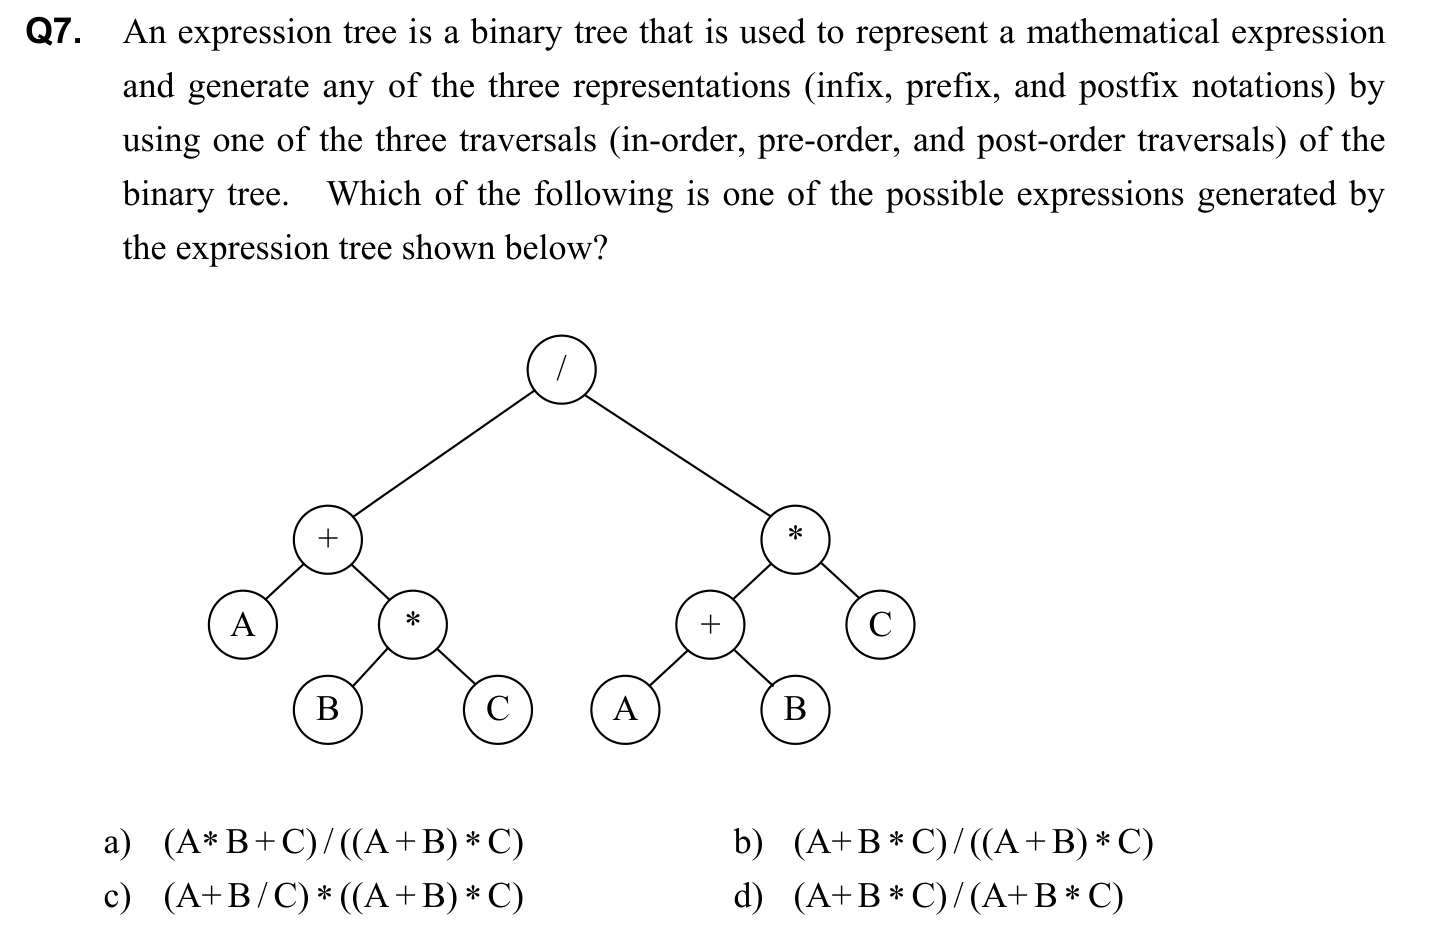 Q7. An expression tree is a binary tree that is used to represent a mathematical expression
and generate any of the three representations (infix, prefix, and postfix notations) by
using one of the three traversals (in-order, pre-order, and post-order traversals) of the
binary tree. Which of the following is one of the possible expressions generated by
the expression tree shown below?
/
+ *
A * + C
B C A B
a) (A*B+C)/((A+B)*C) b) (A+B*C)/((A+B)*C)
c) (A+B/C)*((A+B)*C) d) (A+B*C)/(A+B*C)